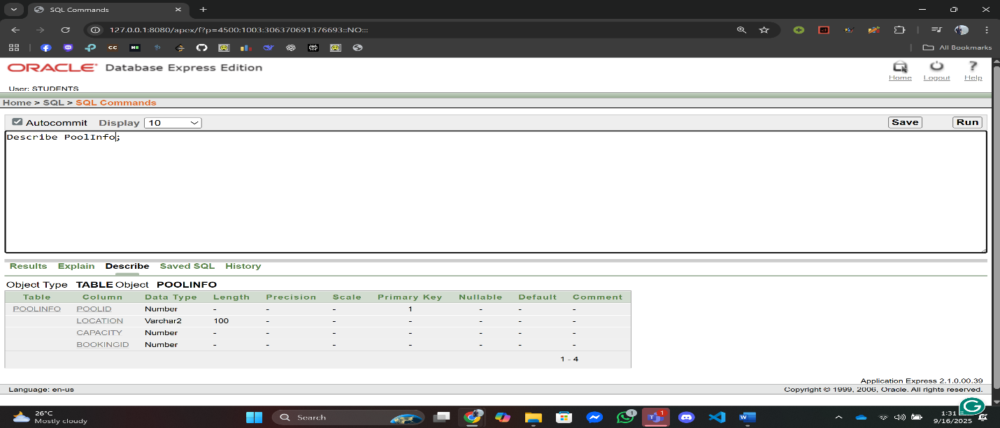 SQL Commands
127.0.0.1:8080/apex/f?p=4500:1003:306370691376693::NO:::
All Bookmarks
ORACLE® Database Express Edition
Home Logout Help
User: STUDENTS
Home > SQL > SQL Commands
Autocommit Display 10 Save Run
Describe PoolInfo;
Results Explain Describe Saved SQL History
Object Type TABLE Object POOLINFO
Table Column Data Type Length Precision Scale Primary Key Nullable Default Comment
POOLINFO POOLID Number - - - 1 - - -
LOCATION Varchar2 100 - - - - - -
CAPACITY Number - - - - - - -
BOOKINGID Number - - - - - - -
1 - 4
Application Express 2.1.0.00.39
Language: en-us Copyright © 1999, 2006, Oracle. All rights reserved.
26°C
Mostly cloudy
Search
1
1
1:31
9/16/2025